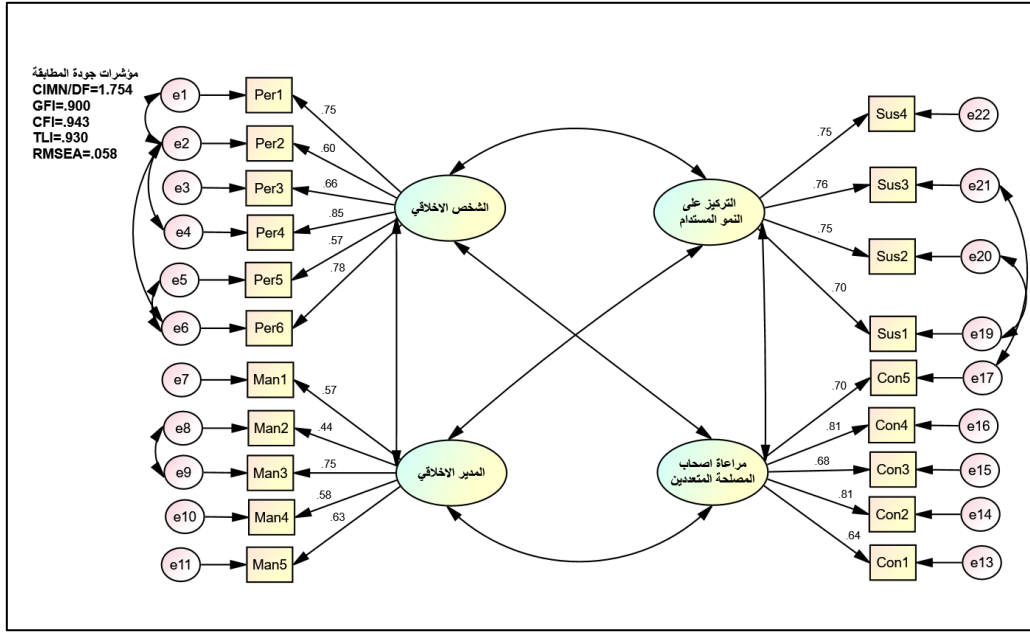 مؤشرات جودة المطابقة
CIMN/DF=1.754
GFI=.900
CFI=.943
TLI=.930
RMSEA=.058
e1
Per1
.75
e2
Per2
.60
e3
Per3
.66
e4
Per4
.85
e5
Per5
.57
e6
Per6
.78
الشخص الاخلاقي
e7
Man1
.57
e8
Man2
.44
e9
Man3
.75
e10
Man4
.58
e11
Man5
.63
المدير الاخلاقي
التركيز على
النمو المستدام
.75
Sus4
e22
.76
Sus3
e21
.75
Sus2
e20
.70
Sus1
e19
مراعاة اصحاب
المصلحة المتعددين
.70
Con5
e17
.81
Con4
e16
.68
Con3
e15
.81
Con2
e14
.64
Con1
e13